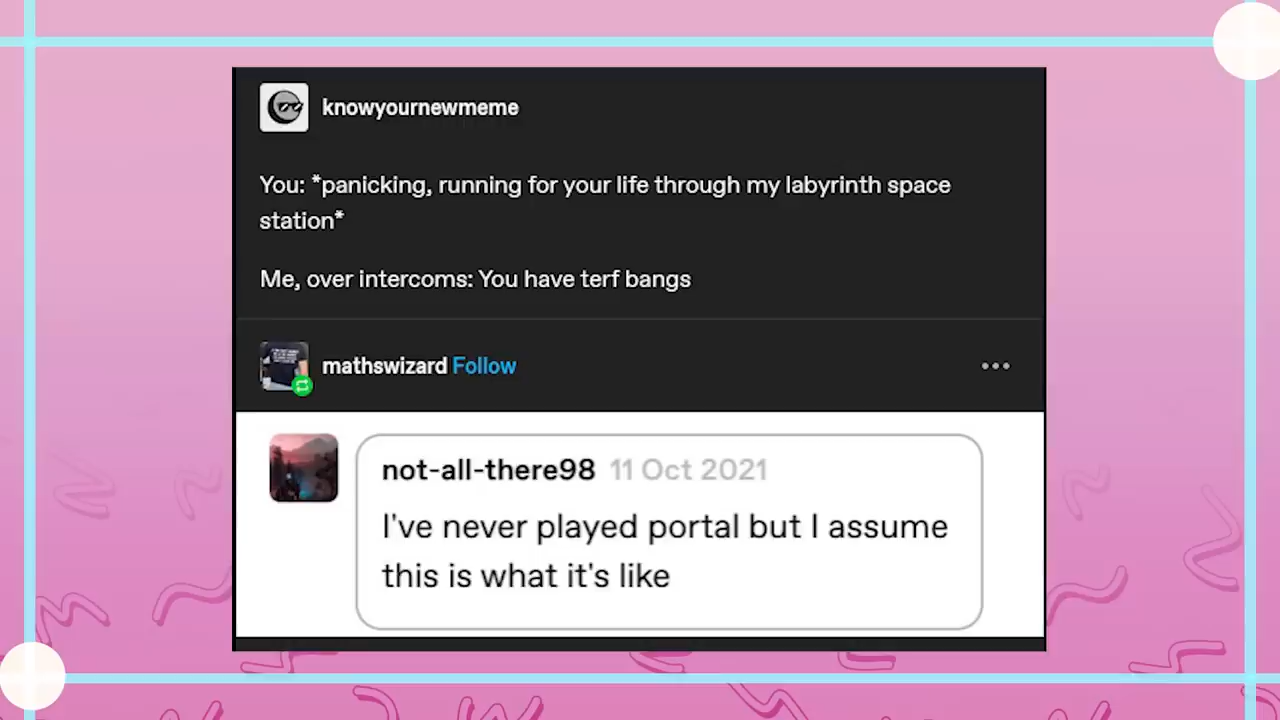 knowyournewmeme
You: *panicking, running for your life through my labyrinth space
station*
Me, over intercoms: You have terf bangs
mathswizard Follow
not-all-there98 11 Oct 2021
I've never played portal but I assume
this is what it's like